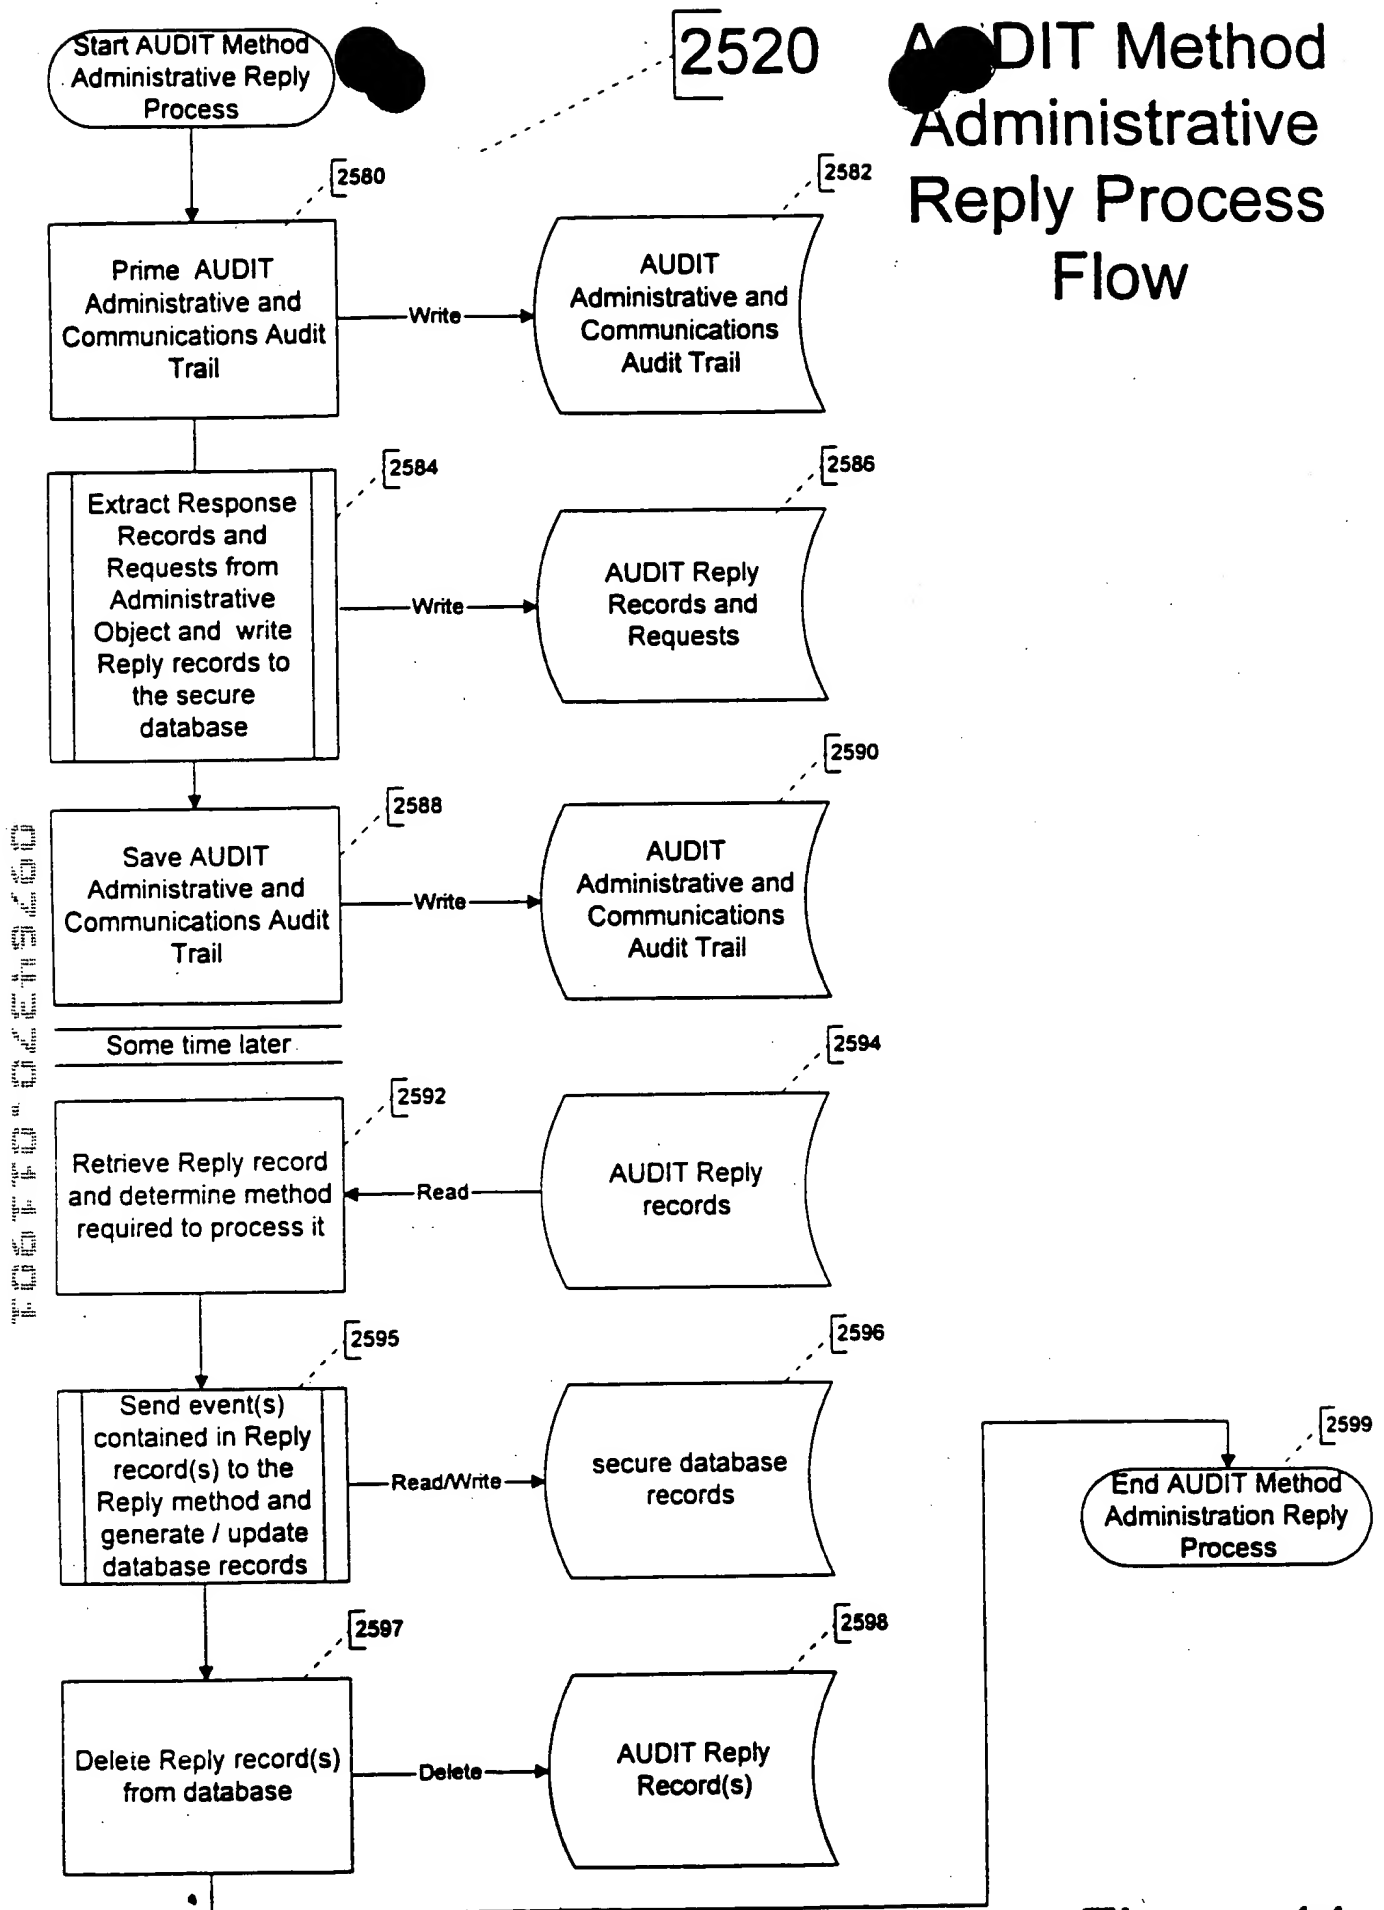 Start AUDIT Method
Administrative Reply
Process
2520
AUDIT Method
Administrative
Reply Process
Flow
2580
2582
Prime AUDIT
Administrative and
Communications Audit
Trail
Write
AUDIT
Administrative and
Communications
Audit Trail
2584
2586
Extract Response
Records and
Requests from
Administrative
Object and write
Reply records to
the secure
database
Write
AUDIT Reply
Records and
Requests
2588
2590
Save AUDIT
Administrative and
Communications Audit
Trail
Write
AUDIT
Administrative and
Communications
Audit Trail
Some time later
2592
2594
Retrieve Reply record
and determine method
required to process it
Read
AUDIT Reply
records
2595
2596
Send event(s)
contained in Reply
record(s) to the
Reply method and
generate / update
database records
Read/Write
secure database
records
2599
End AUDIT Method
Administration Reply
Process
2597
2598
Delete Reply record(s)
from database
Delete
AUDIT Reply
Record(s)